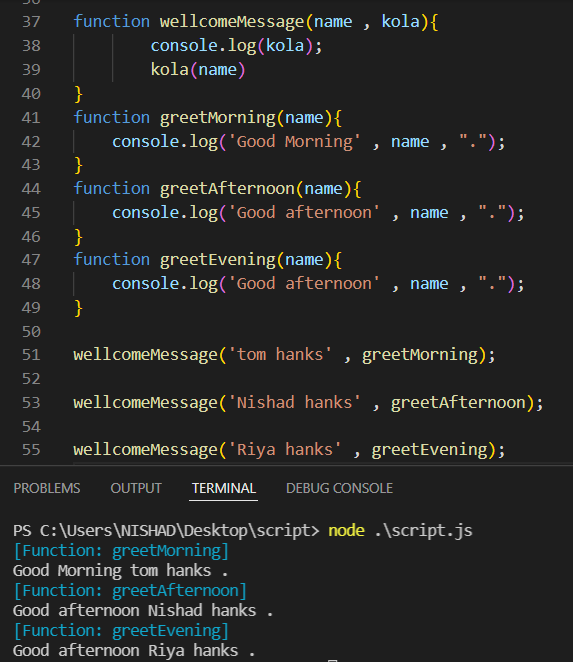 36
37 function wellcomeMessage(name , kola){
38         console.log(kola);
39         kola(name)
40 }
41 function greetMorning(name){
42     console.log('Good Morning' , name , ".");
43 }
44 function greetAfternoon(name){
45     console.log('Good afternoon' , name , ".");
46 }
47 function greetEvening(name){
48     console.log('Good afternoon' , name , ".");
49 }
50
51 wellcomeMessage('tom hanks' , greetMorning);
52
53 wellcomeMessage('Nishad hanks' , greetAfternoon);
54
55 wellcomeMessage('Riya hanks' , greetEvening);
PROBLEMS OUTPUT TERMINAL DEBUG CONSOLE
PS C:\Users\NISHAD\Desktop\script> node .\script.js
[Function: greetMorning]
Good Morning tom hanks .
[Function: greetAfternoon]
Good afternoon Nishad hanks .
[Function: greetEvening]
Good afternoon Riya hanks .